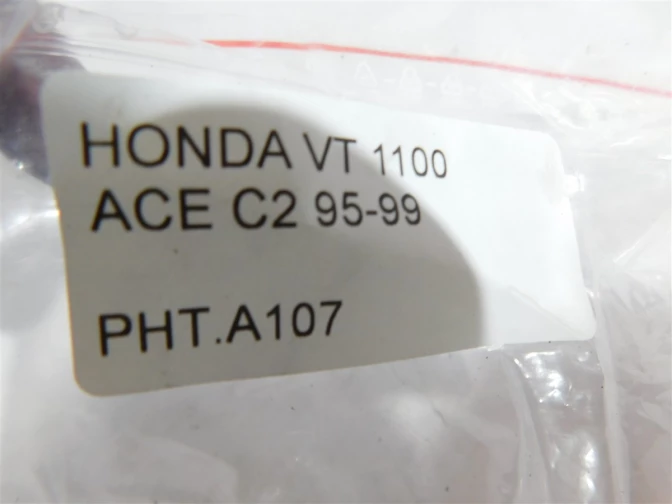 HONDA VT 1100
ACE C2 95-99
PHT.A107